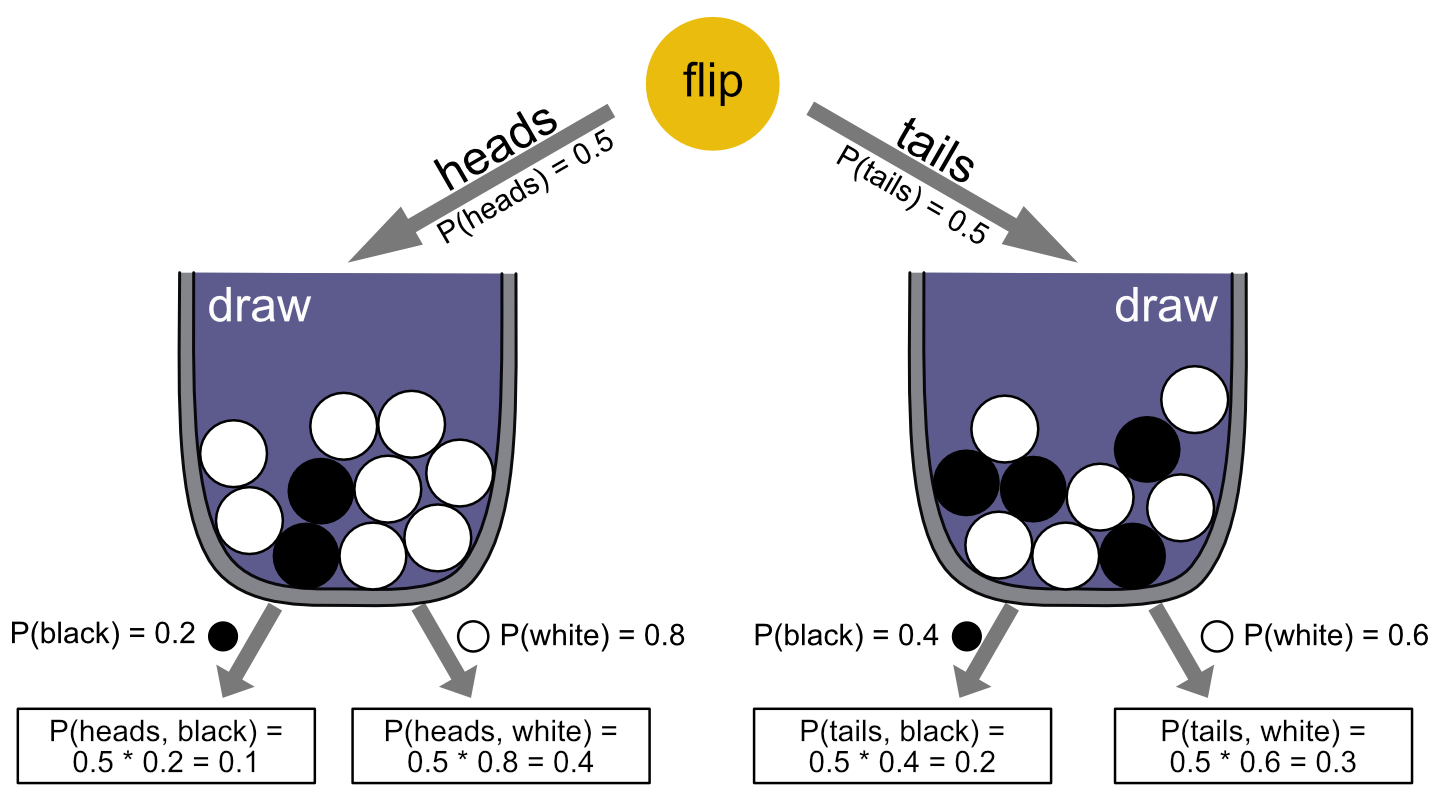 flip
heads
P(heads) = 0.5
tails
P(tails) = 0.5
draw
draw
P(black) = 0.2
P(white) = 0.8
P(black) = 0.4
P(white) = 0.6
P(heads, black) =
0.5 * 0.2 = 0.1
P(heads, white) =
0.5 * 0.8 = 0.4
P(tails, black) =
0.5 * 0.4 = 0.2
P(tails, white) =
0.5 * 0.6 = 0.3